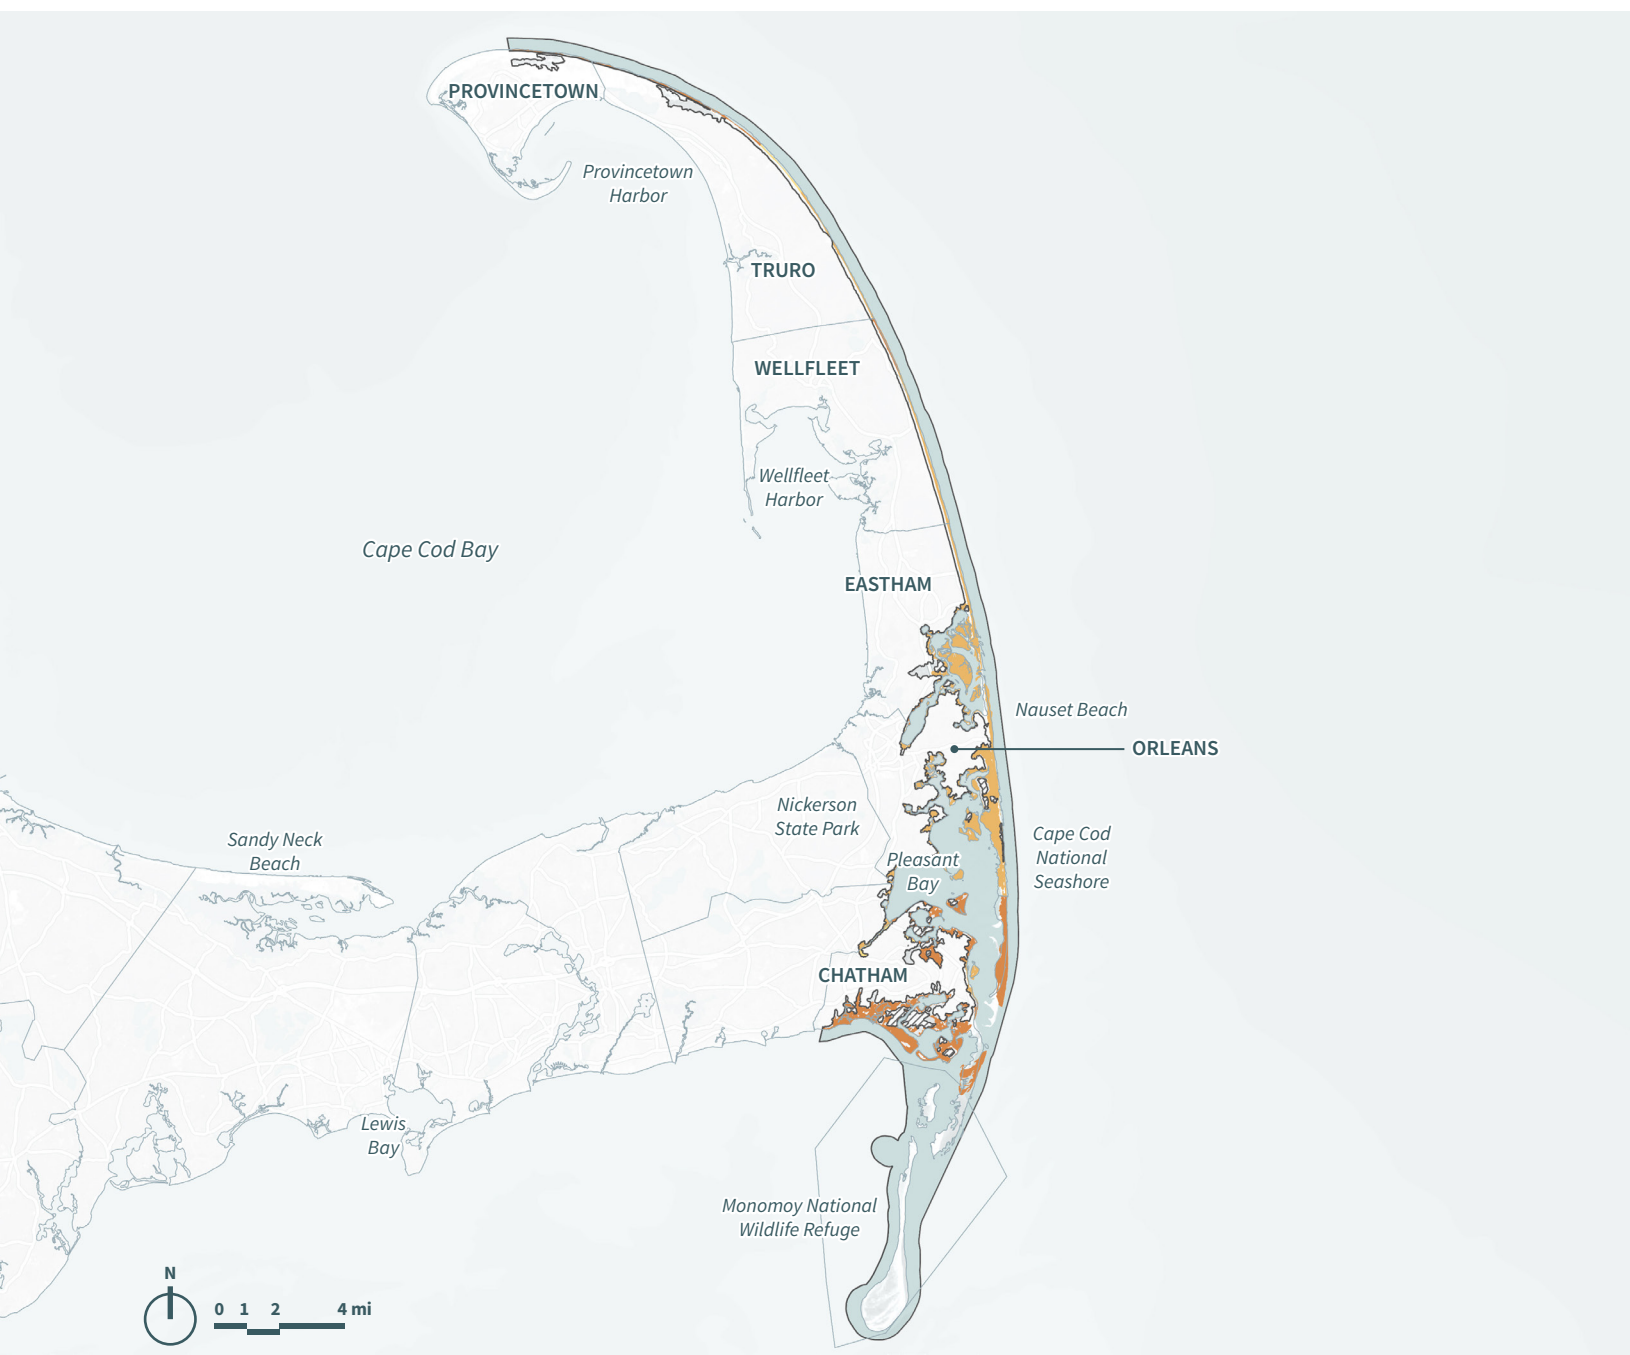 PROVINCETOWN
Provincetown
Harbor
TRURO
WELLFLEET
Wellfleet
Harbor
Cape Cod Bay
EASTHAM
Nauset Beach
ORLEANS
Nickerson
State Park
Sandy Neck
Beach
Cape Cod
National
Seashore
Pleasant
Bay
CHATHAM
Lewis
Bay
Monomoy National
Wildlife Refuge
N
0 1 2 4 mi